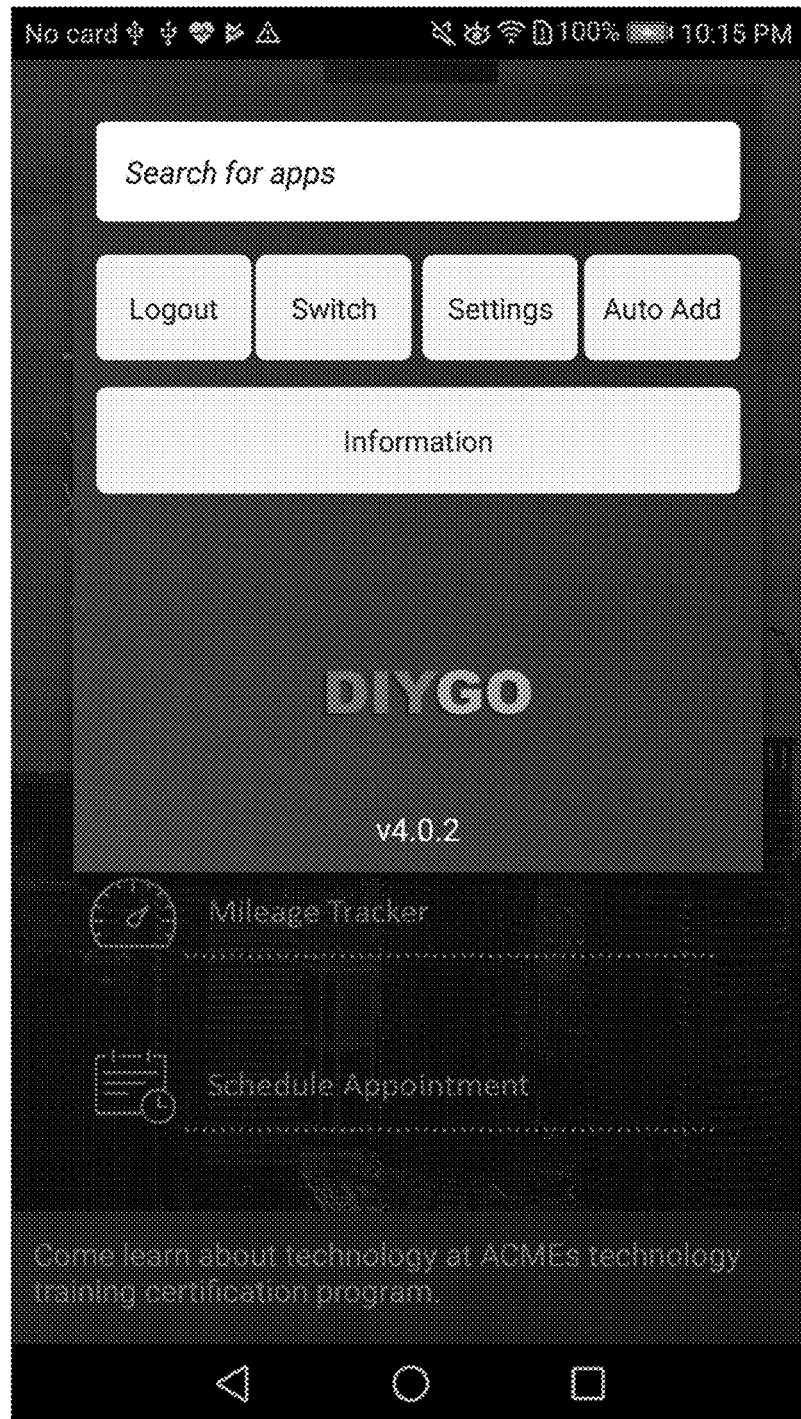 No card 100% 10:15 PM
Search for apps
Logout Switch Settings Auto Add
Information
DIYGO
v4.0.2
Mileage Tracker
Schedule Appointment
Come learn about technology at ACMEs technology
training certification program.